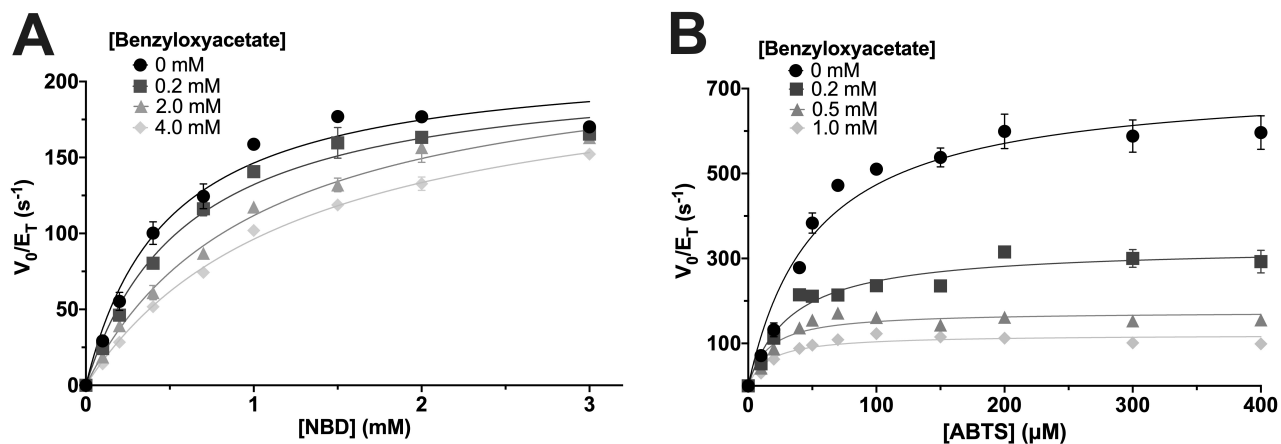 A
[Benzyloxyacetate]
0 mM
0.2 mM
2.0 mM
4.0 mM
200
150
100
50
0
V0/ET (s-1)
0 1 2 3
[NBD] (mM)
B
[Benzyloxyacetate]
0 mM
0.2 mM
0.5 mM
1.0 mM
700
500
300
100
V0/ET (s-1)
0 100 200 300 400
[ABTS] (µM)